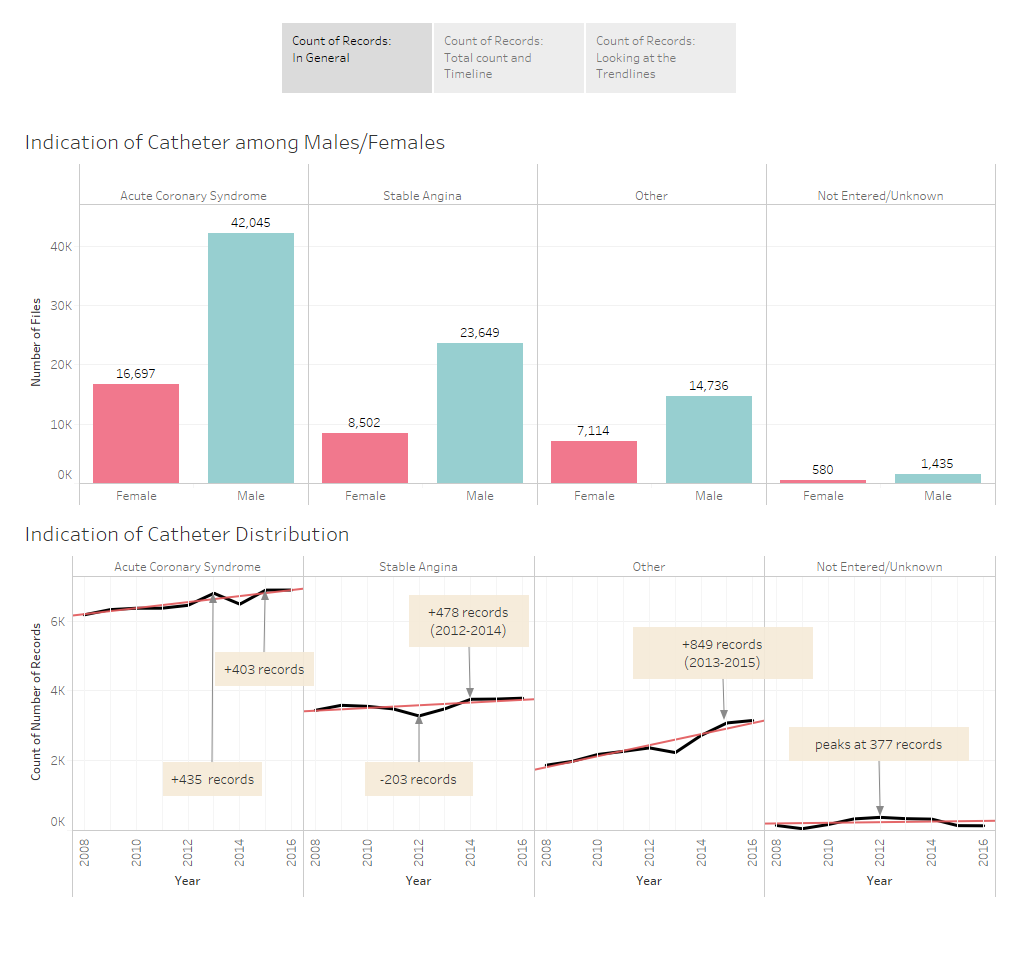 Count of Records:
In General
Count of Records:
Total count and
Timeline
Count of Records:
Looking at the
Trendlines
Indication of Catheter among Males/Females
Acute Coronary Syndrome
Stable Angina
Other
Not Entered/Unknown
Number of Files
40K
30K
20K
10K
0K
16,697
42,045
8,502
23,649
7,114
14,736
580
1,435
Female
Male
Female
Male
Female
Male
Female
Male
Indication of Catheter Distribution
Acute Coronary Syndrome
Stable Angina
Other
Not Entered/Unknown
Count of Number of Records
6K
4K
2K
0K
+403 records
+435 records
+478 records
(2012-2014)
-203 records
+849 records
(2013-2015)
peaks at 377 records
2008
2010
2012
2014
2016
2008
2010
2012
2014
2016
2008
2010
2012
2014
2016
2008
2010
2012
2014
2016
Year
Year
Year
Year